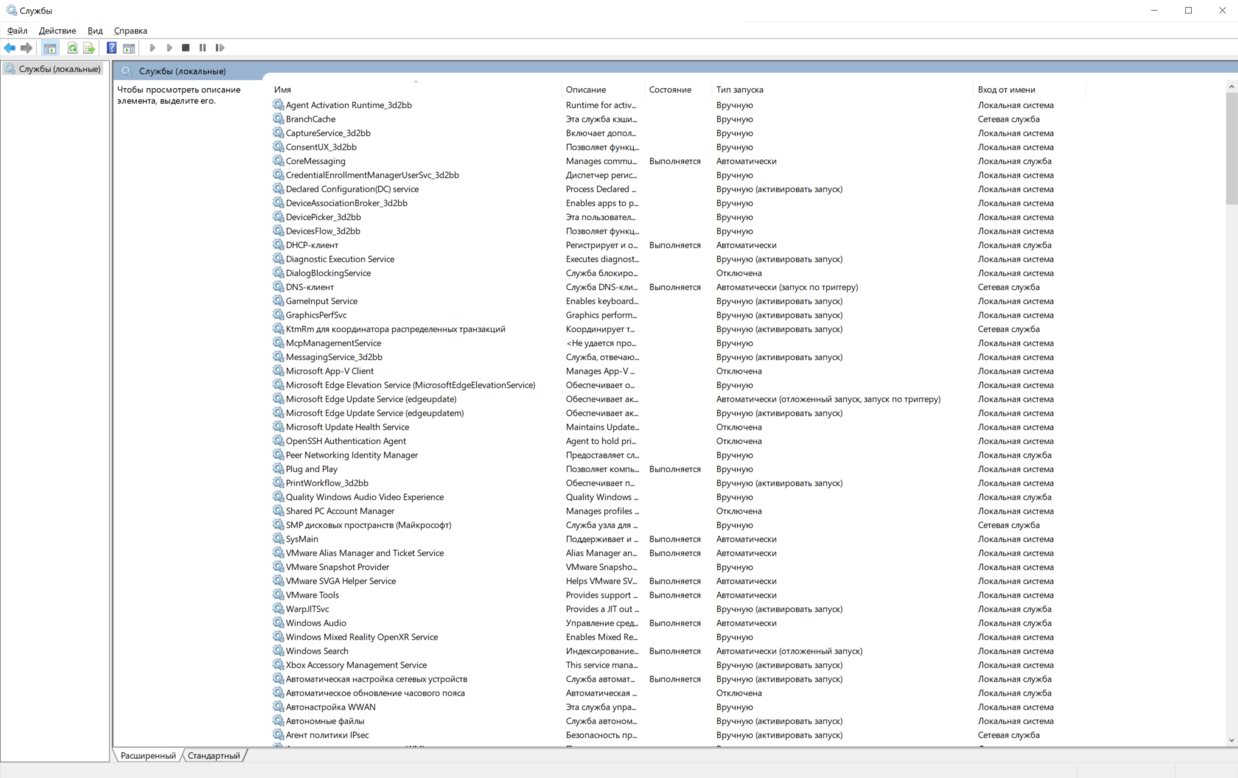 Службы
Файл Действие Вид Справка
Службы (локальные)
Службы (локальные)
Чтобы просмотреть описание
элемента, выделите его.
Имя Описание Состояние Тип запуска Вход от имени
Agent Activation Runtime_3d2bb Runtime for activ... Вручную Локальная система
BranchCache Эта служба кэши... Вручную Сетевая служба
CaptureService_3d2bb Включает допол... Вручную Локальная система
ConsentUX_3d2bb Позволяет функц... Вручную Локальная система
CoreMessaging Manages commu... Выполняется Автоматически Локальная служба
CredentialEnrollmentManagerUserSvc_3d2bb Диспетчер регис... Вручную Локальная система
Declared Configuration(DC) service Process Declared ... Вручную (активировать запуск) Локальная система
DeviceAssociationBroker_3d2bb Enables apps to p... Вручную Локальная система
DevicePicker_3d2bb Эта пользовател... Вручную Локальная система
DevicesFlow_3d2bb Позволяет функц... Вручную Локальная система
DHCP-клиент Регистрирует и о... Выполняется Автоматически Локальная служба
Diagnostic Execution Service Executes diagnost... Вручную (активировать запуск) Локальная система
DialogBlockingService Служба блокиро... Отключена Локальная система
DNS-клиент Служба DNS-кли... Выполняется Автоматически (запуск по триггеру) Сетевая служба
GameInput Service Enables keyboard... Вручную (активировать запуск) Локальная система
GraphicsPerfSvc Graphics perform... Вручную (активировать запуск) Локальная система
KtmRm для координатора распределенных транзакций Координирует т... Вручную (активировать запуск) Сетевая служба
McpManagementService <Не удается про... Вручную Локальная система
MessagingService_3d2bb Служба, отвечаю... Вручную (активировать запуск) Локальная система
Microsoft App-V Client Manages App-V ... Отключена Локальная система
Microsoft Edge Elevation Service (MicrosoftEdgeElevationService) Обеспечивает о... Вручную Локальная система
Microsoft Edge Update Service (edgeupdate) Обеспечивает ак... Автоматически (отложенный запуск, запуск по триггеру) Локальная система
Microsoft Edge Update Service (edgeupdatem) Обеспечивает ак... Вручную (активировать запуск) Локальная система
Microsoft Update Health Service Maintains Update... Отключена Локальная система
OpenSSH Authentication Agent Agent to hold pri... Отключена Локальная система
Peer Networking Identity Manager Предоставляет сл... Вручную Локальная служба
Plug and Play Позволяет компь... Выполняется Вручную Локальная система
PrintWorkflow_3d2bb Обеспечивает п... Вручную (активировать запуск) Локальная система
Quality Windows Audio Video Experience Quality Windows ... Вручную Локальная служба
Shared PC Account Manager Manages profiles ... Отключена Локальная система
SMP дисковых пространств (Майкрософт) Служба узла для ... Вручную Сетевая служба
SysMain Поддерживает и ... Выполняется Автоматически Локальная система
VMware Alias Manager and Ticket Service Alias Manager an... Выполняется Автоматически Локальная система
VMware Snapshot Provider VMware Snapsho... Вручную Локальная система
VMware SVGA Helper Service Helps VMware SV... Выполняется Автоматически Локальная система
VMware Tools Provides support ... Выполняется Автоматически Локальная система
WarpJITSvc Provides a JIT out ... Вручную (активировать запуск) Локальная служба
Windows Audio Управление сред... Выполняется Автоматически Локальная служба
Windows Mixed Reality OpenXR Service Enables Mixed Re... Вручную Локальная система
Windows Search Индексирование... Выполняется Автоматически (отложенный запуск) Локальная система
Xbox Accessory Management Service This service mana... Вручную (активировать запуск) Локальная система
Автоматическая настройка сетевых устройств Служба автомат... Выполняется Вручную (активировать запуск) Локальная служба
Автоматическое обновление часового пояса Автоматическая ... Отключена Локальная служба
Автонастройка WWAN Эта служба упра... Вручную Локальная система
Автономные файлы Служба автоном... Вручную (активировать запуск) Локальная система
Агент политики IPsec Безопасность пр... Вручную (активировать запуск) Сетевая служба
Расширенный Стандартный